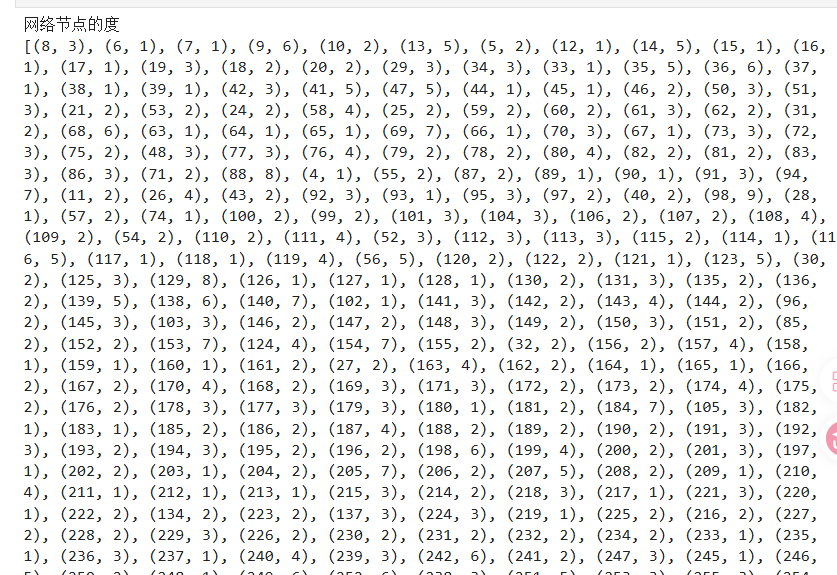 网络节点的度
[(8, 3), (6, 1), (7, 1), (9, 6), (10, 2), (13, 5), (5, 2), (12, 1), (14, 5), (15, 1), (16,
1), (17, 1), (19, 3), (18, 2), (20, 2), (29, 3), (34, 3), (33, 1), (35, 5), (36, 6), (37,
1), (38, 1), (39, 1), (42, 3), (41, 5), (47, 5), (44, 1), (45, 1), (46, 2), (50, 3), (51,
3), (21, 2), (53, 2), (24, 2), (58, 4), (25, 2), (59, 2), (60, 2), (61, 3), (62, 2), (31,
2), (68, 6), (63, 1), (64, 1), (65, 1), (69, 7), (66, 1), (70, 3), (67, 1), (73, 3), (72,
3), (75, 2), (48, 3), (77, 3), (76, 4), (79, 2), (78, 2), (80, 4), (82, 2), (81, 2), (83,
3), (86, 3), (71, 2), (88, 8), (4, 1), (55, 2), (87, 2), (89, 1), (90, 1), (91, 3), (94,
7), (11, 2), (26, 4), (43, 2), (92, 3), (93, 1), (95, 3), (97, 2), (40, 2), (98, 9), (28,
1), (57, 2), (74, 1), (100, 2), (99, 2), (101, 3), (104, 3), (106, 2), (107, 2), (108, 4),
(109, 2), (54, 2), (110, 2), (111, 4), (52, 3), (112, 3), (113, 3), (115, 2), (114, 1), (11
6, 5), (117, 1), (118, 1), (119, 4), (56, 5), (120, 2), (122, 2), (121, 1), (123, 5), (30,
2), (125, 3), (129, 8), (126, 1), (127, 1), (128, 1), (130, 2), (131, 3), (135, 2), (136,
2), (139, 5), (138, 6), (140, 7), (102, 1), (141, 3), (142, 2), (143, 4), (144, 2), (96,
2), (145, 3), (103, 3), (146, 2), (147, 2), (148, 3), (149, 2), (150, 3), (151, 2), (85,
2), (152, 2), (153, 7), (124, 4), (154, 7), (155, 2), (32, 2), (156, 2), (157, 4), (158,
1), (159, 1), (160, 1), (161, 2), (27, 2), (163, 4), (162, 2), (164, 1), (165, 1), (166,
2), (167, 2), (170, 4), (168, 2), (169, 3), (171, 3), (172, 2), (173, 2), (174, 4), (175,
2), (176, 2), (178, 3), (177, 3), (179, 3), (180, 1), (181, 2), (184, 7), (105, 3), (182,
1), (183, 1), (185, 2), (186, 2), (187, 4), (188, 2), (189, 2), (190, 2), (191, 3), (192,
3), (193, 2), (194, 3), (195, 2), (196, 2), (198, 6), (199, 4), (200, 2), (201, 3), (197,
1), (202, 2), (203, 1), (204, 2), (205, 7), (206, 2), (207, 5), (208, 2), (209, 1), (210,
4), (211, 1), (212, 1), (213, 1), (215, 3), (214, 2), (218, 3), (217, 1), (221, 3), (220,
1), (222, 2), (134, 2), (223, 2), (137, 3), (224, 3), (219, 1), (225, 2), (216, 2), (227,
2), (228, 2), (229, 3), (226, 2), (230, 2), (231, 2), (232, 2), (234, 2), (233, 1), (235,
1), (236, 3), (237, 1), (240, 4), (239, 3), (242, 6), (241, 2), (247, 3), (245, 1), (246,